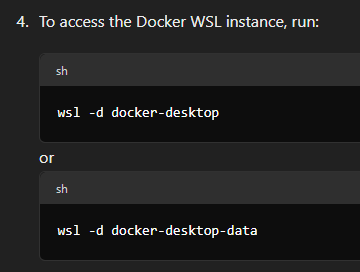 4. To access the Docker WSL instance, run:
sh
wsl -d docker-desktop
or
sh
wsl -d docker-desktop-data